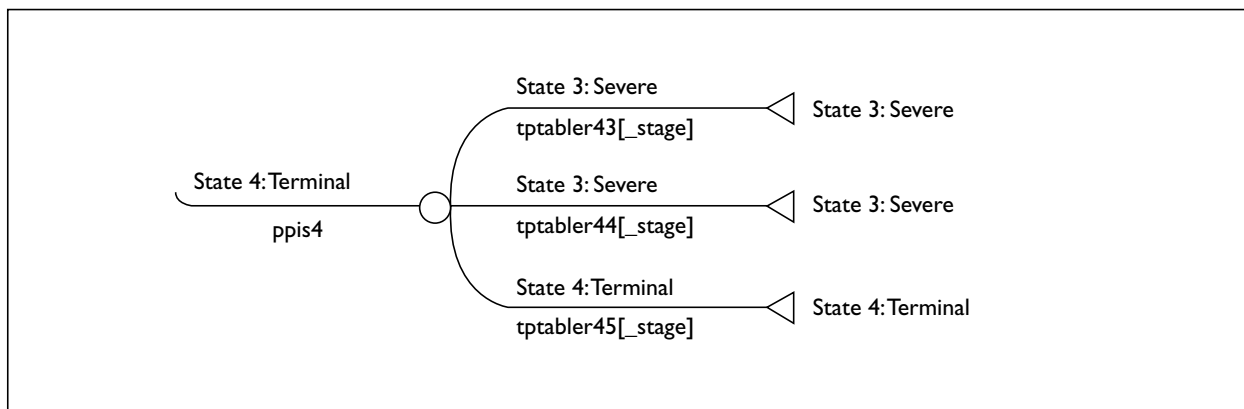 State 3: Severe
tptabler43[_stage]
State 3: Severe
State 4: Terminal
ppis4
State 3: Severe
tptabler44[_stage]
State 3: Severe
State 4: Terminal
tptabler45[_stage]
State 4: Terminal